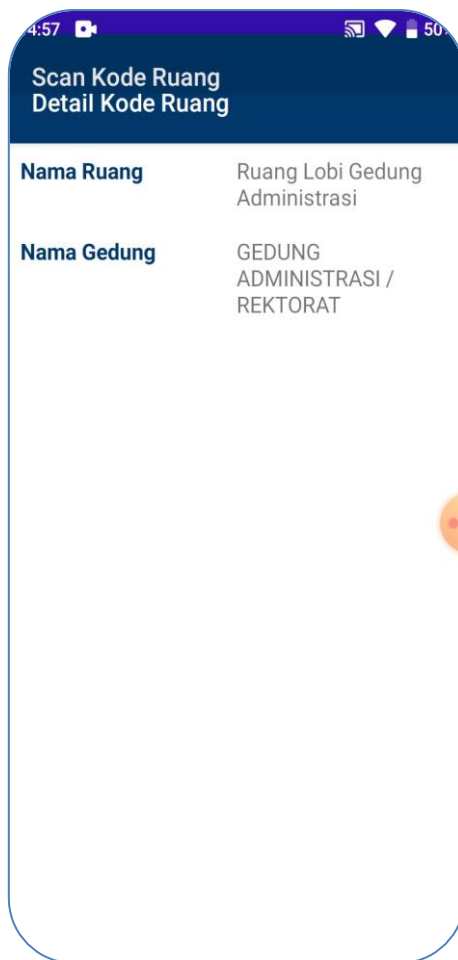 4:57
50
Scan Kode Ruang
Detail Kode Ruang
Nama Ruang
Ruang Lobi Gedung
Administrasi
Nama Gedung
GEDUNG
ADMINISTRASI /
REKTORAT